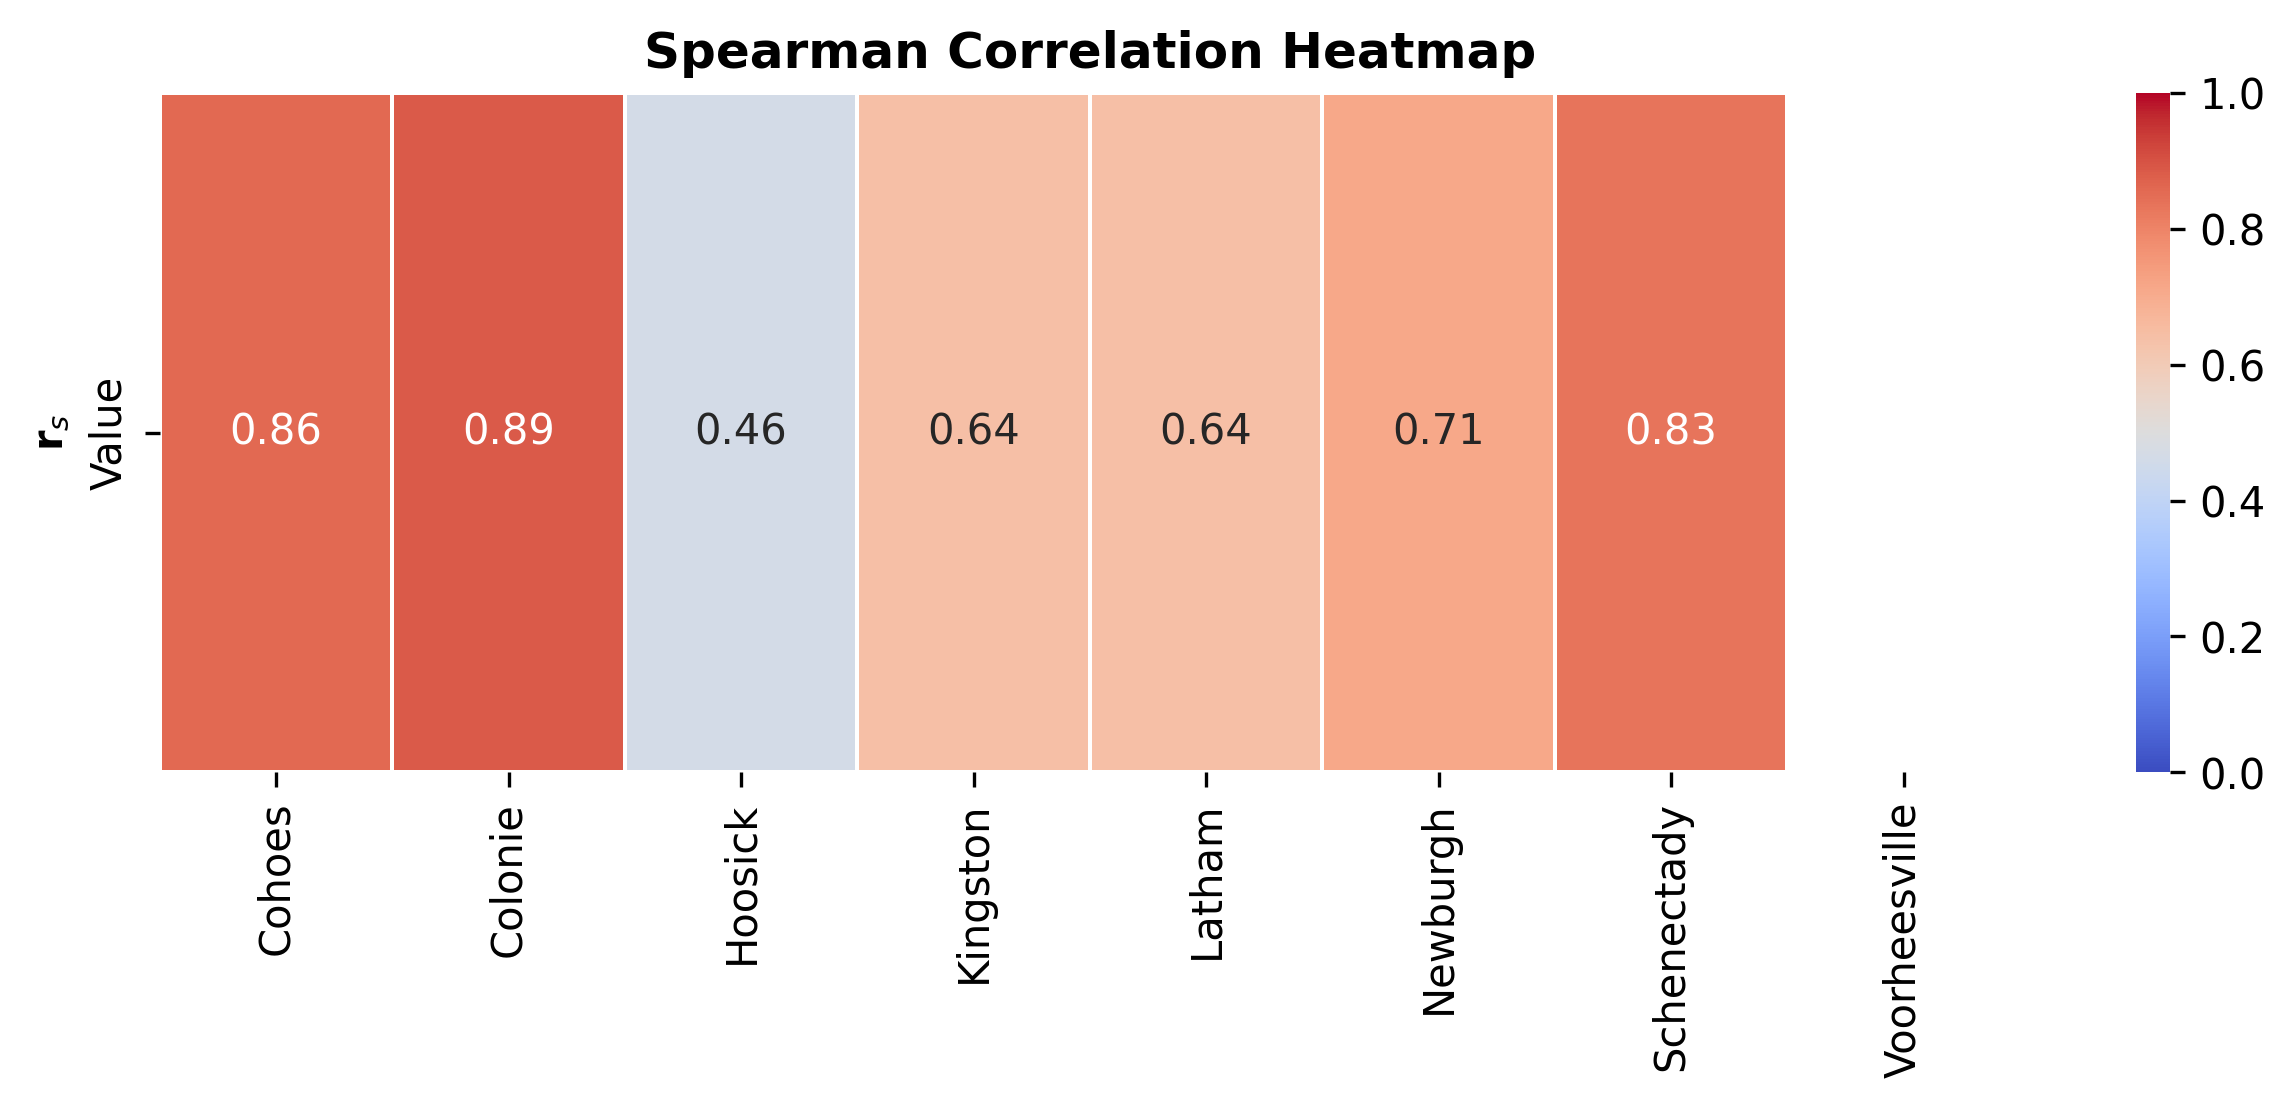 Spearman Correlation Heatmap
r_s
Value
0.86
0.89
0.46
0.64
0.64
0.71
0.83
Cohoes
Colonie
Hoosick
Kingston
Latham
Newburgh
Schenectady
Voorheesville
1.0
0.8
0.6
0.4
0.2
0.0